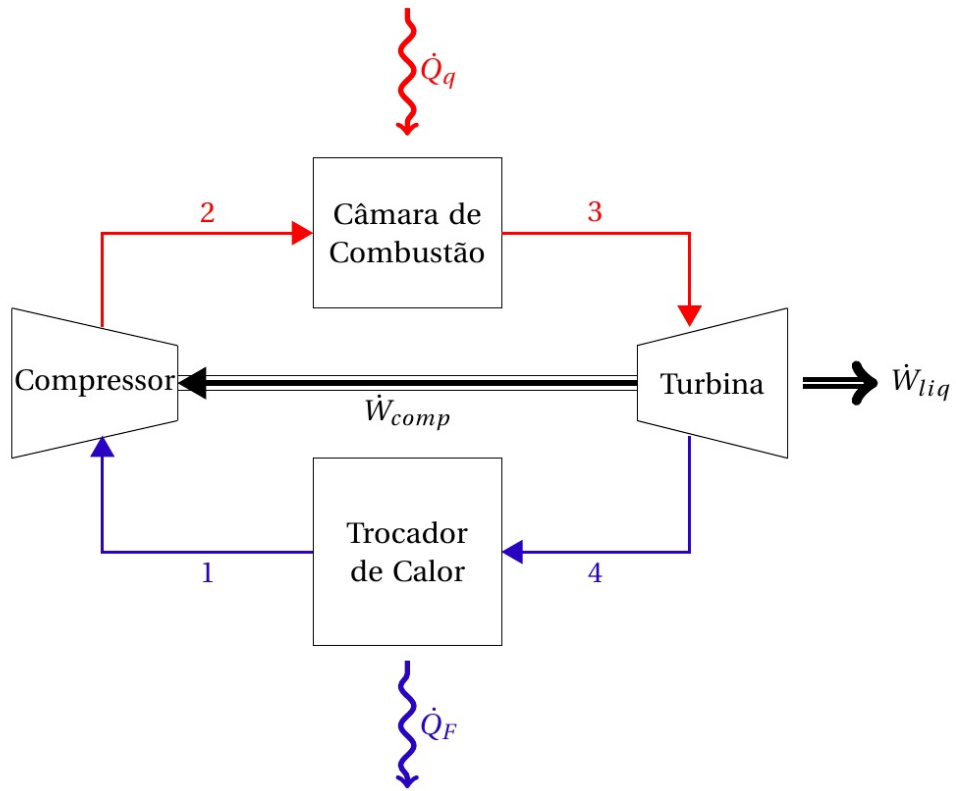 Q̇q
Câmara de
Combustão
2
3
Compressor
Ẇcomp
Turbina
Ẇliq
Trocador
de Calor
1
4
Q̇F